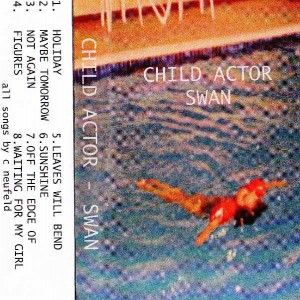 1. HOLIDAY
2. MAYBE TOMORROW
3. NOT AGAIN
4. FIGURES
5.LEAVES WILL BEND
6.SUNSHINE
7.OFF THE EDGE OF
8.WAITING FOR MY GIRL
all songs by c neufeld
CHILD ACTOR - SWAN
CHILD ACTOR
SWAN